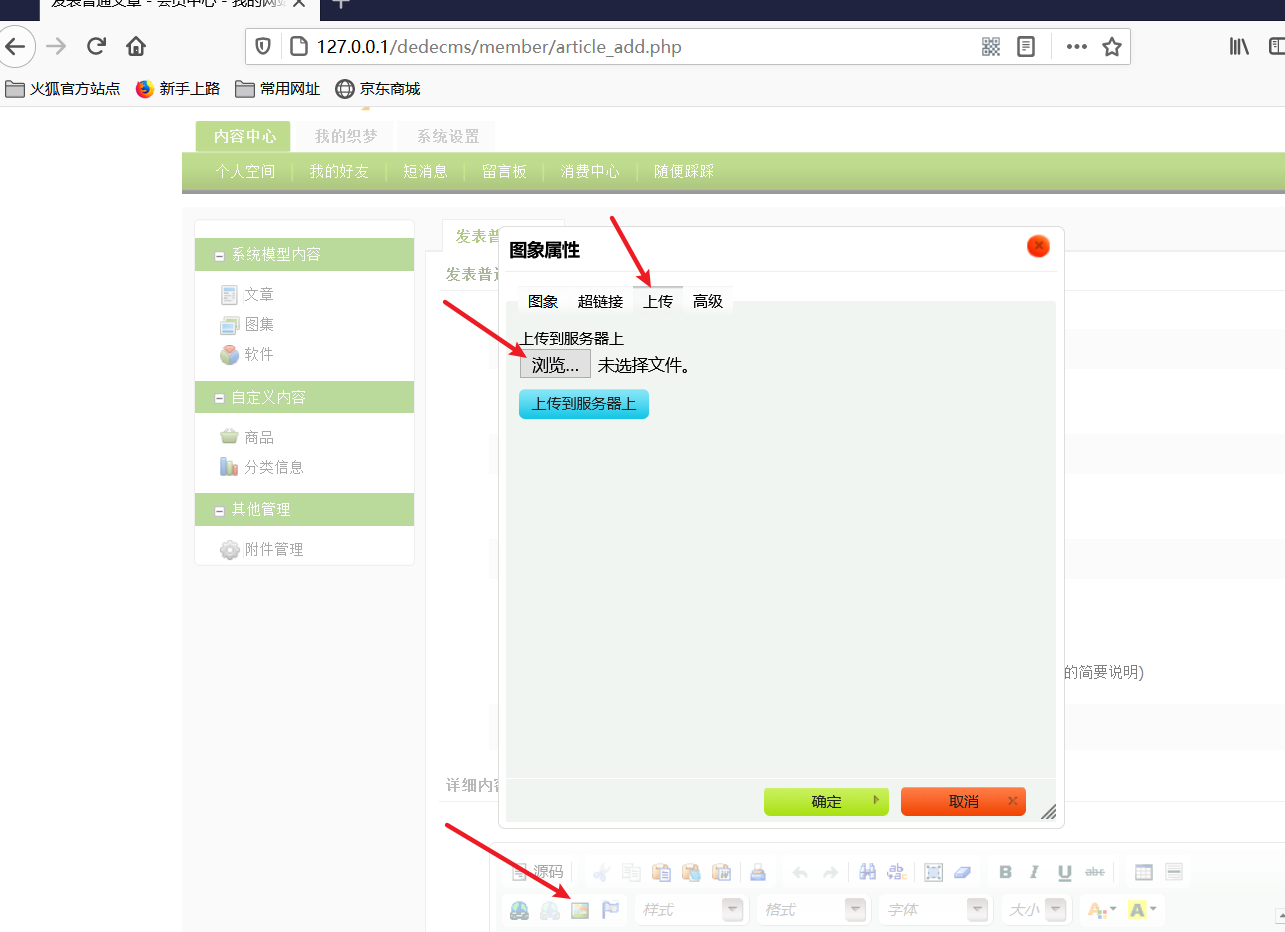 发表普通文章 - 会员中心 - 我的网站
127.0.0.1/dedecms/member/article_add.php
火狐官方站点 新手上路 常用网址 京东商城
内容中心 我的织梦 系统设置
个人空间 我的好友 短消息 留言板 消费中心 随便踩踩
系统模型内容
文章
图集
软件
自定义内容
商品
分类信息
其他管理
附件管理
发表普
发表普通
图象属性
图象 超链接 上传 高级
上传到服务器上
浏览... 未选择文件。
上传到服务器上
的简要说明)
确定 取消
详细内容
源码
B I U abc
样式 格式 字体 大小 A A